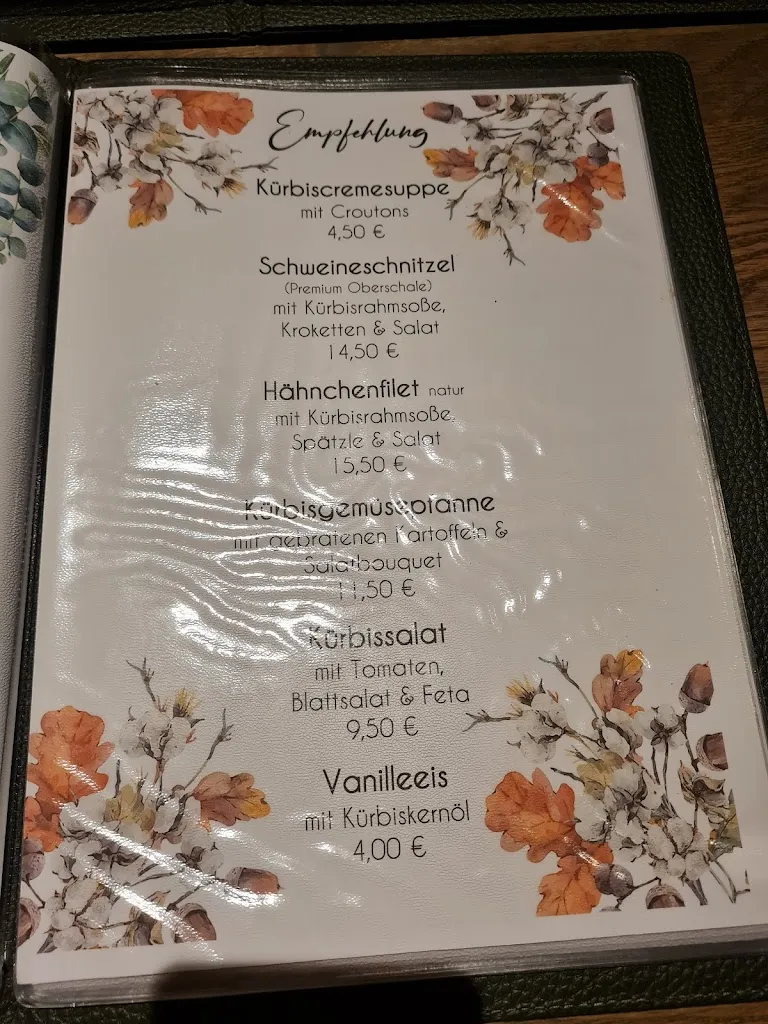 Empfehlung
Kürbiscremesuppe
mit Croutons
4,50 €
Schweineschnitzel
(Premium Oberschale)
mit Kürbisrahmsoße,
Kroketten & Salat
14,50 €
Hähnchenfilet natur
mit Kürbisrahmsoße,
Spätzle & Salat
15,50 €
Kürbisgemüsepfanne
mit gebratenen Kartoffeln &
Salatbouquet
11,50 €
Kürbissalat
mit Tomaten,
Blattsalat & Feta
9,50 €
Vanilleeis
mit Kürbiskernöl
4,00 €